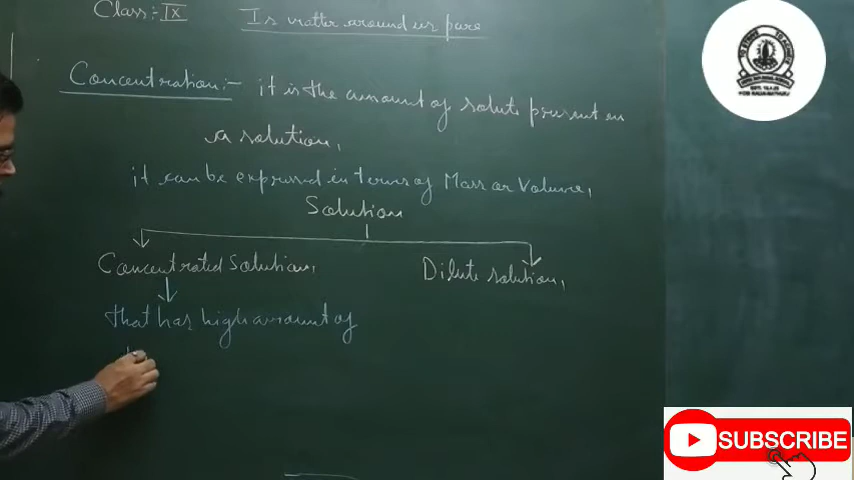 Class:- IX
Is matter around us pure
Concentration:- it is the amount of solute present in
a solution,
it can be expressed in terms of Mass or Volume,
Solution
Concentrated Solution,
Dilute solution,
that has high amount of
SUBSCRIBE